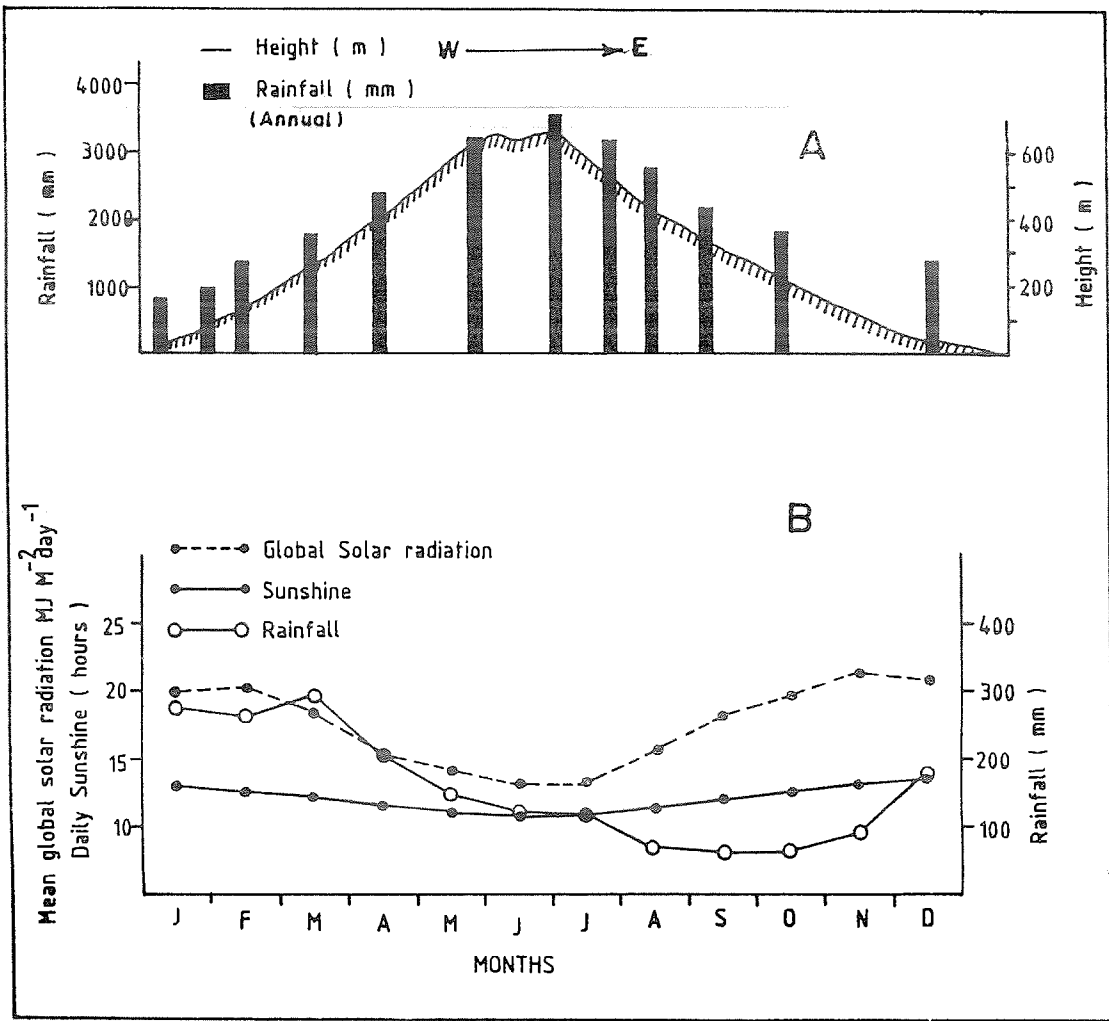 Height ( m ) W E
Rainfall ( mm )
(Annual)
A
4000
3000
2000
1000
Rainfall ( mm )
600
400
200
Height ( m )
B
Global Solar radiation
Sunshine
Rainfall
Mean global solar radiation MJ M-2 day-1
Daily Sunshine ( hours )
25
20
15
10
400
300
200
100
Rainfall ( mm )
J F M A M J J A S O N D
MONTHS